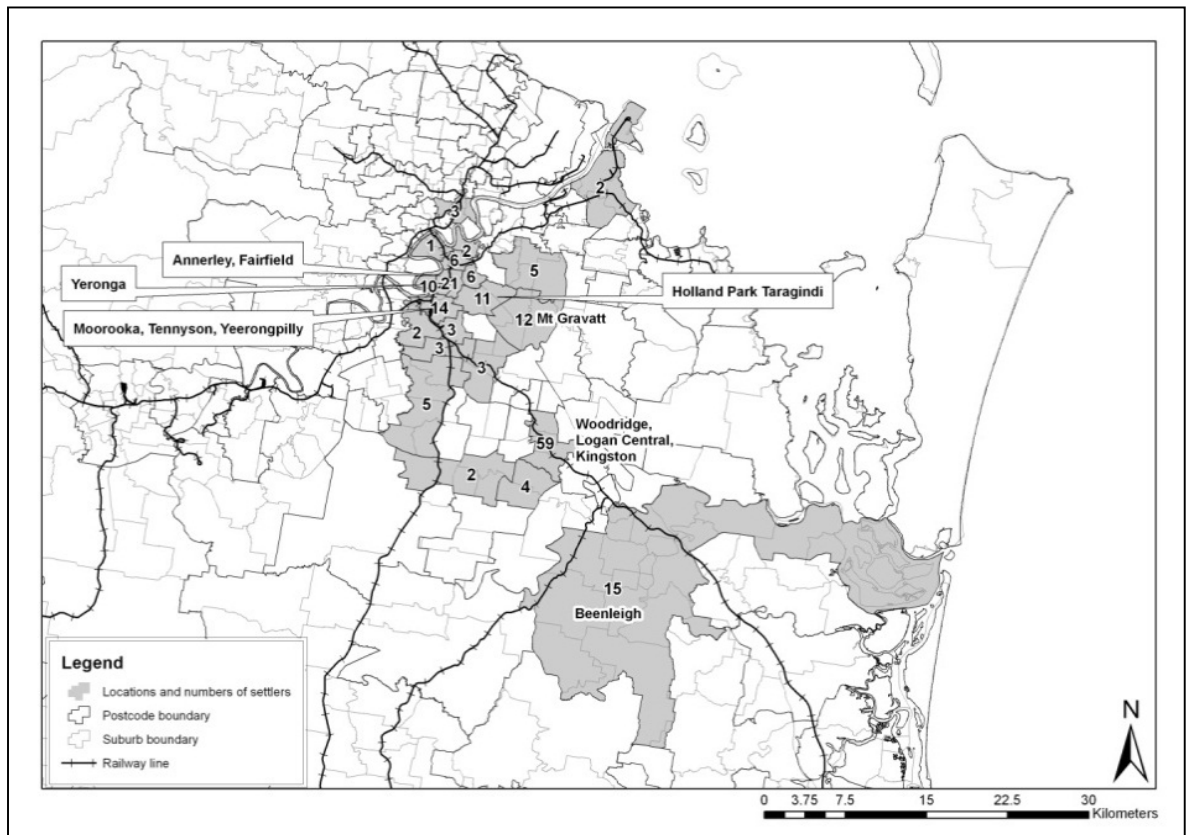 2
3
1
2
Annerley, Fairfield
6
6
5
Yeronga
10
21
Holland Park Taragindi
11
Moorooka, Tennyson, Yeerongpilly
14
12
Mt Gravatt
2
3
3
3
5
Woodridge,
Logan Central,
Kingston
59
2
4
15
Beenleigh
Legend
Locations and numbers of settlers
Postcode boundary
Suburb boundary
Railway line
N
0 3.75 7.5 15 22.5 30
Kilometers